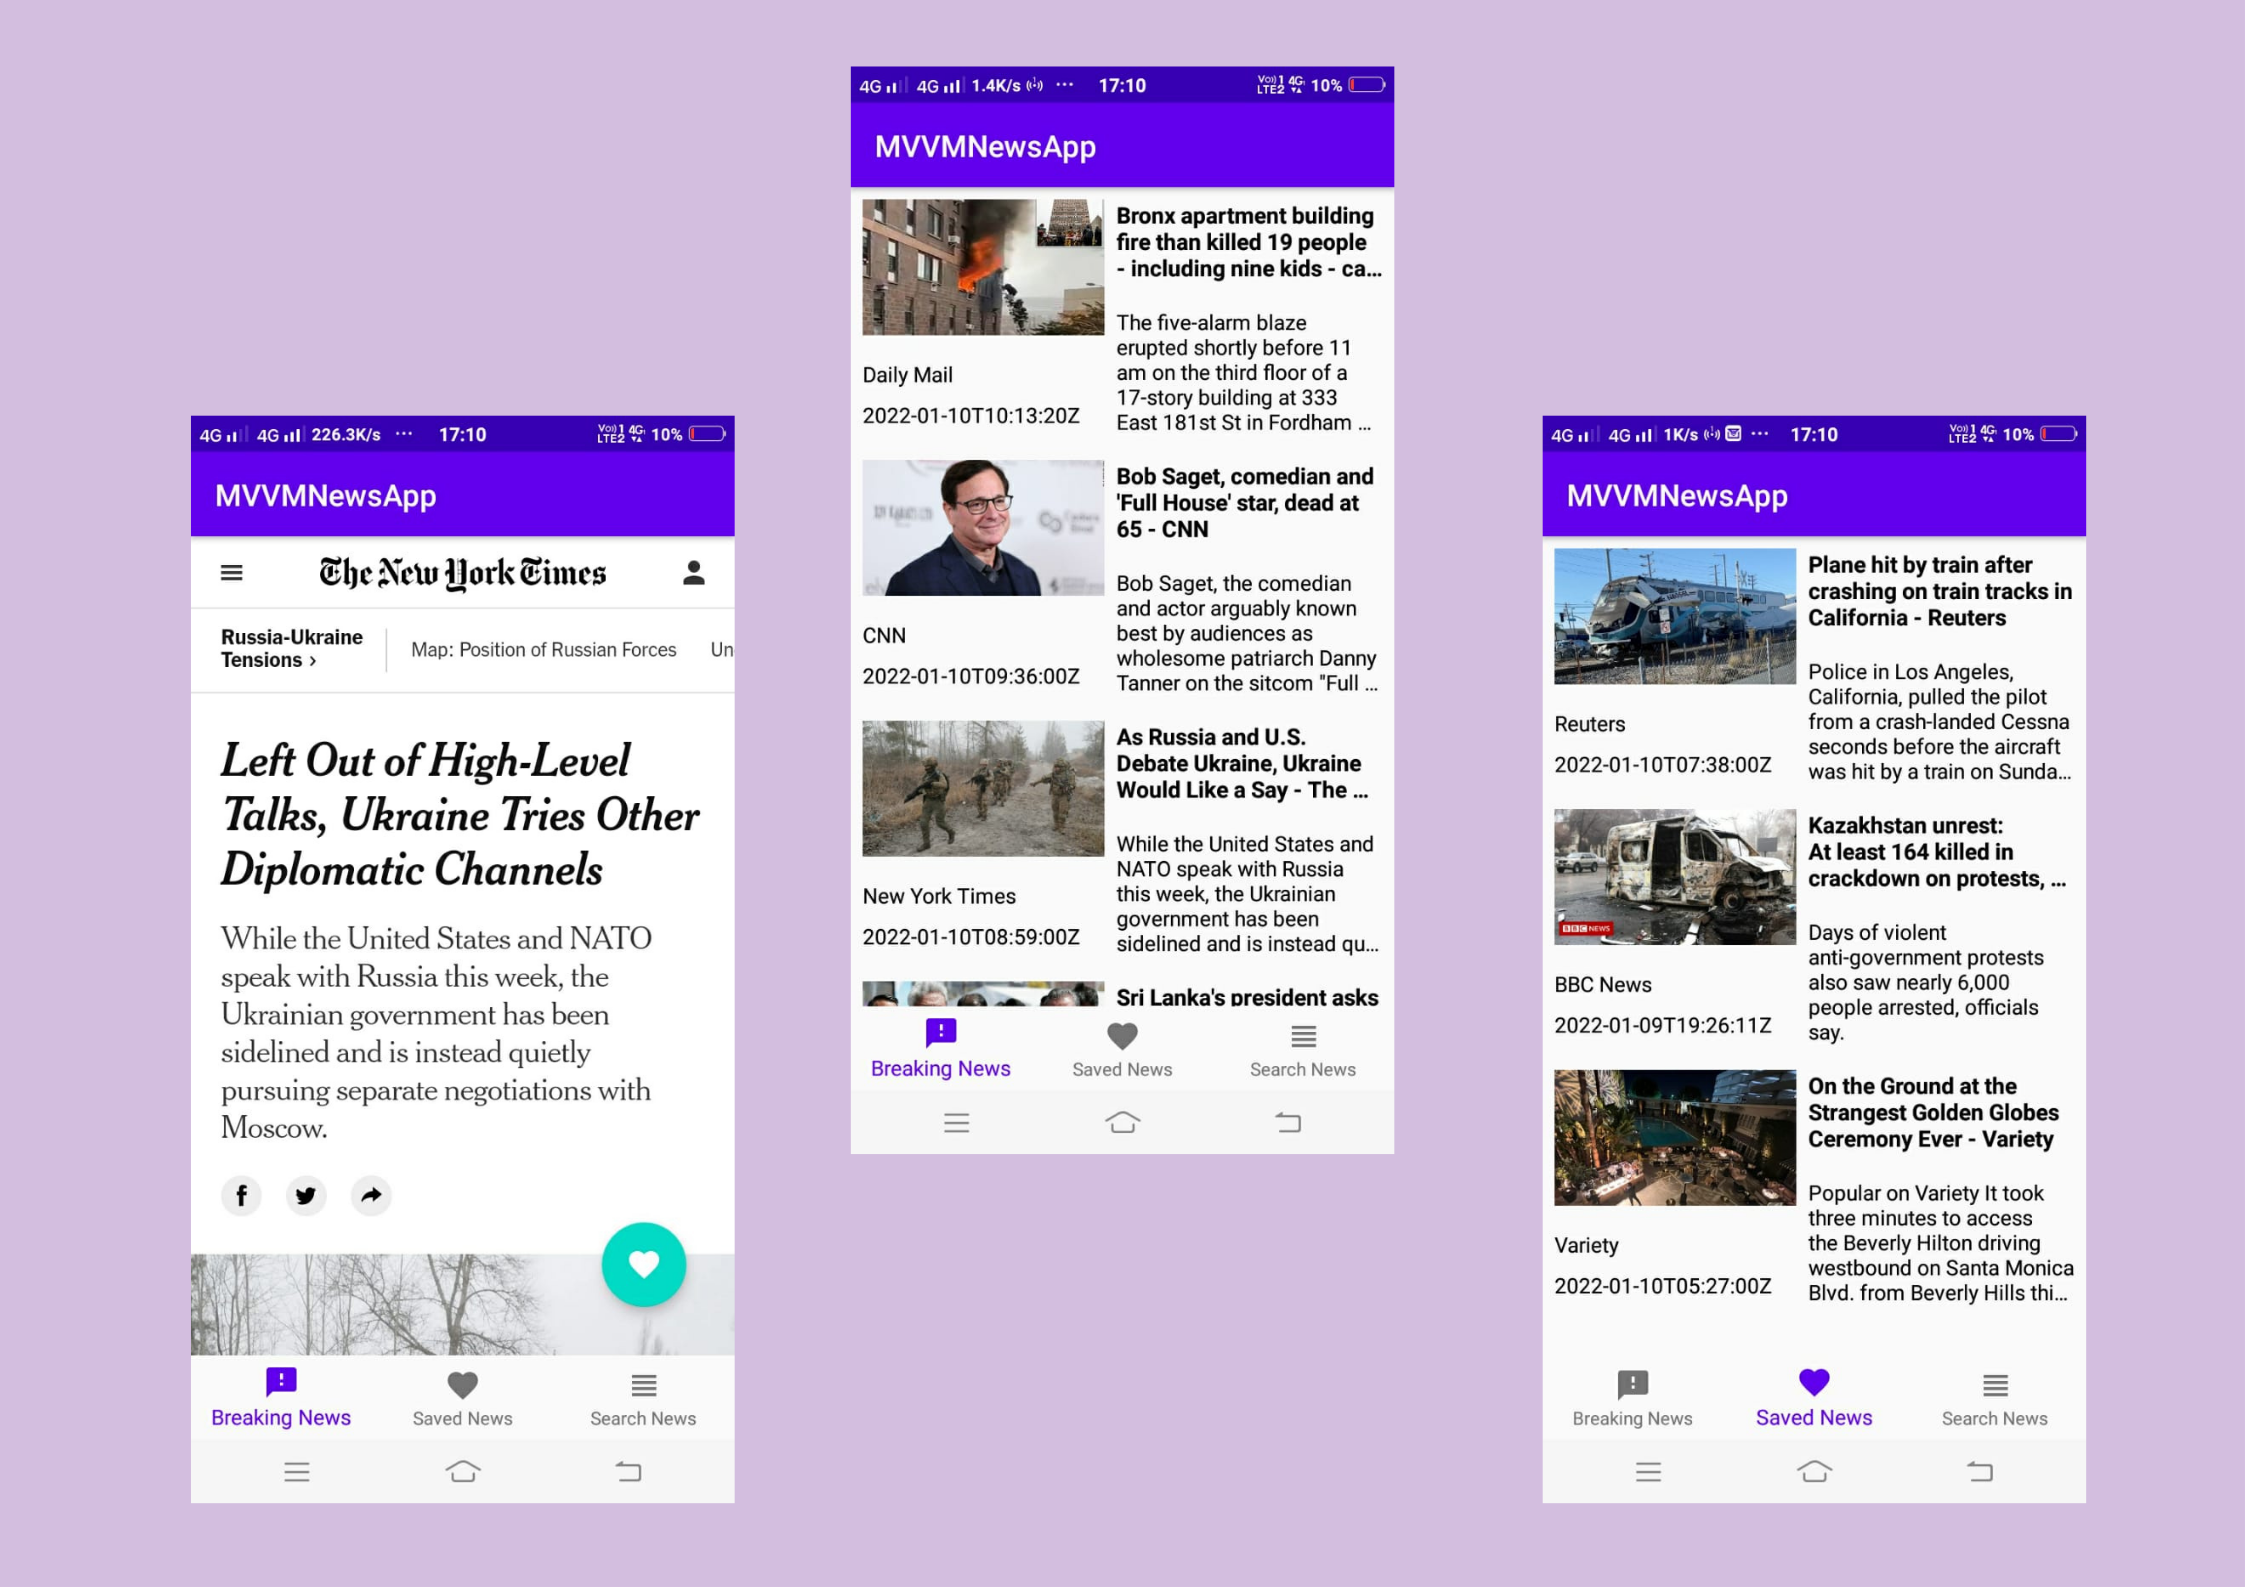 4G 4G 226.3K/s ··· 17:10 Vo)) 1 4G LTE2 10%
MVVMNewsApp
The New York Times
Russia-Ukraine
Tensions › Map: Position of Russian Forces Un
Left Out of High-Level
Talks, Ukraine Tries Other
Diplomatic Channels
While the United States and NATO
speak with Russia this week, the
Ukrainian government has been
sidelined and is instead quietly
pursuing separate negotiations with
Moscow.
Breaking News Saved News Search News
4G 4G 1.4K/s ··· 17:10 Vo)) 1 4G LTE2 10%
MVVMNewsApp
Bronx apartment building
fire than killed 19 people
- including nine kids - ca...
The five-alarm blaze
erupted shortly before 11
am on the third floor of a
17-story building at 333
East 181st St in Fordham ...
Daily Mail
2022-01-10T10:13:20Z
Bob Saget, comedian and
'Full House' star, dead at
65 - CNN
Bob Saget, the comedian
and actor arguably known
best by audiences as
wholesome patriarch Danny
Tanner on the sitcom "Full ...
CNN
2022-01-10T09:36:00Z
As Russia and U.S.
Debate Ukraine, Ukraine
Would Like a Say - The ...
While the United States and
NATO speak with Russia
this week, the Ukrainian
government has been
sidelined and is instead qu...
New York Times
2022-01-10T08:59:00Z
Sri Lanka's president asks
Breaking News Saved News Search News
4G 4G 1K/s ··· 17:10 Vo)) 1 4G LTE2 10%
MVVMNewsApp
Plane hit by train after
crashing on train tracks in
California - Reuters
Police in Los Angeles,
California, pulled the pilot
from a crash-landed Cessna
seconds before the aircraft
was hit by a train on Sunda...
Reuters
2022-01-10T07:38:00Z
Kazakhstan unrest:
At least 164 killed in
crackdown on protests, ...
Days of violent
anti-government protests
also saw nearly 6,000
people arrested, officials
say.
BBC NEWS
BBC News
2022-01-09T19:26:11Z
On the Ground at the
Strangest Golden Globes
Ceremony Ever - Variety
Popular on Variety It took
three minutes to access
the Beverly Hilton driving
westbound on Santa Monica
Blvd. from Beverly Hills thi...
Variety
2022-01-10T05:27:00Z
Breaking News Saved News Search News